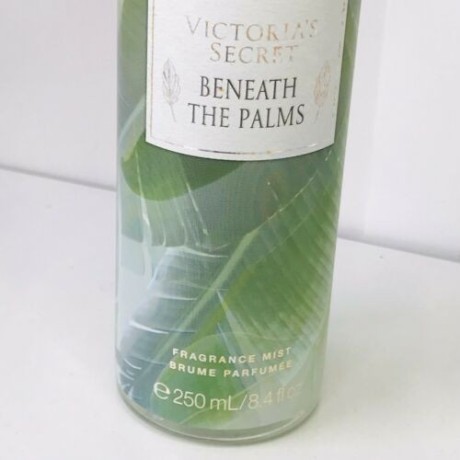 VICTORIA'S
SECRET
BENEATH
THE PALMS
FRAGRANCE MIST
BRUME PARFUMÉE
℮250 mL/8.4 fl oz